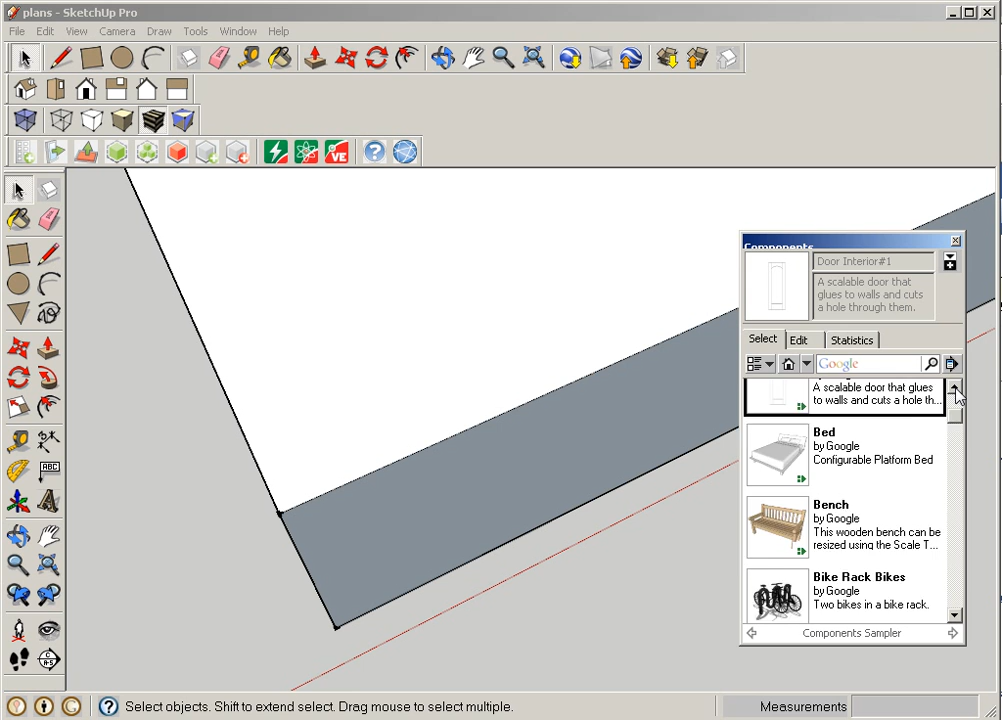 plans - SketchUp Pro
File Edit View Camera Draw Tools Window Help
VE
Components
Door Interior#1
A scalable door that
glues to walls and cuts
a hole through them.
Select Edit Statistics
Google
A scalable door that glues
to walls and cuts a hole th...
Bed
by Google
Configurable Platform Bed
Bench
by Google
This wooden bench can be
resized using the Scale T...
Bike Rack Bikes
by Google
Two bikes in a bike rack.
Components Sampler
ABC
A
Select objects. Shift to extend select. Drag mouse to select multiple.
Measurements